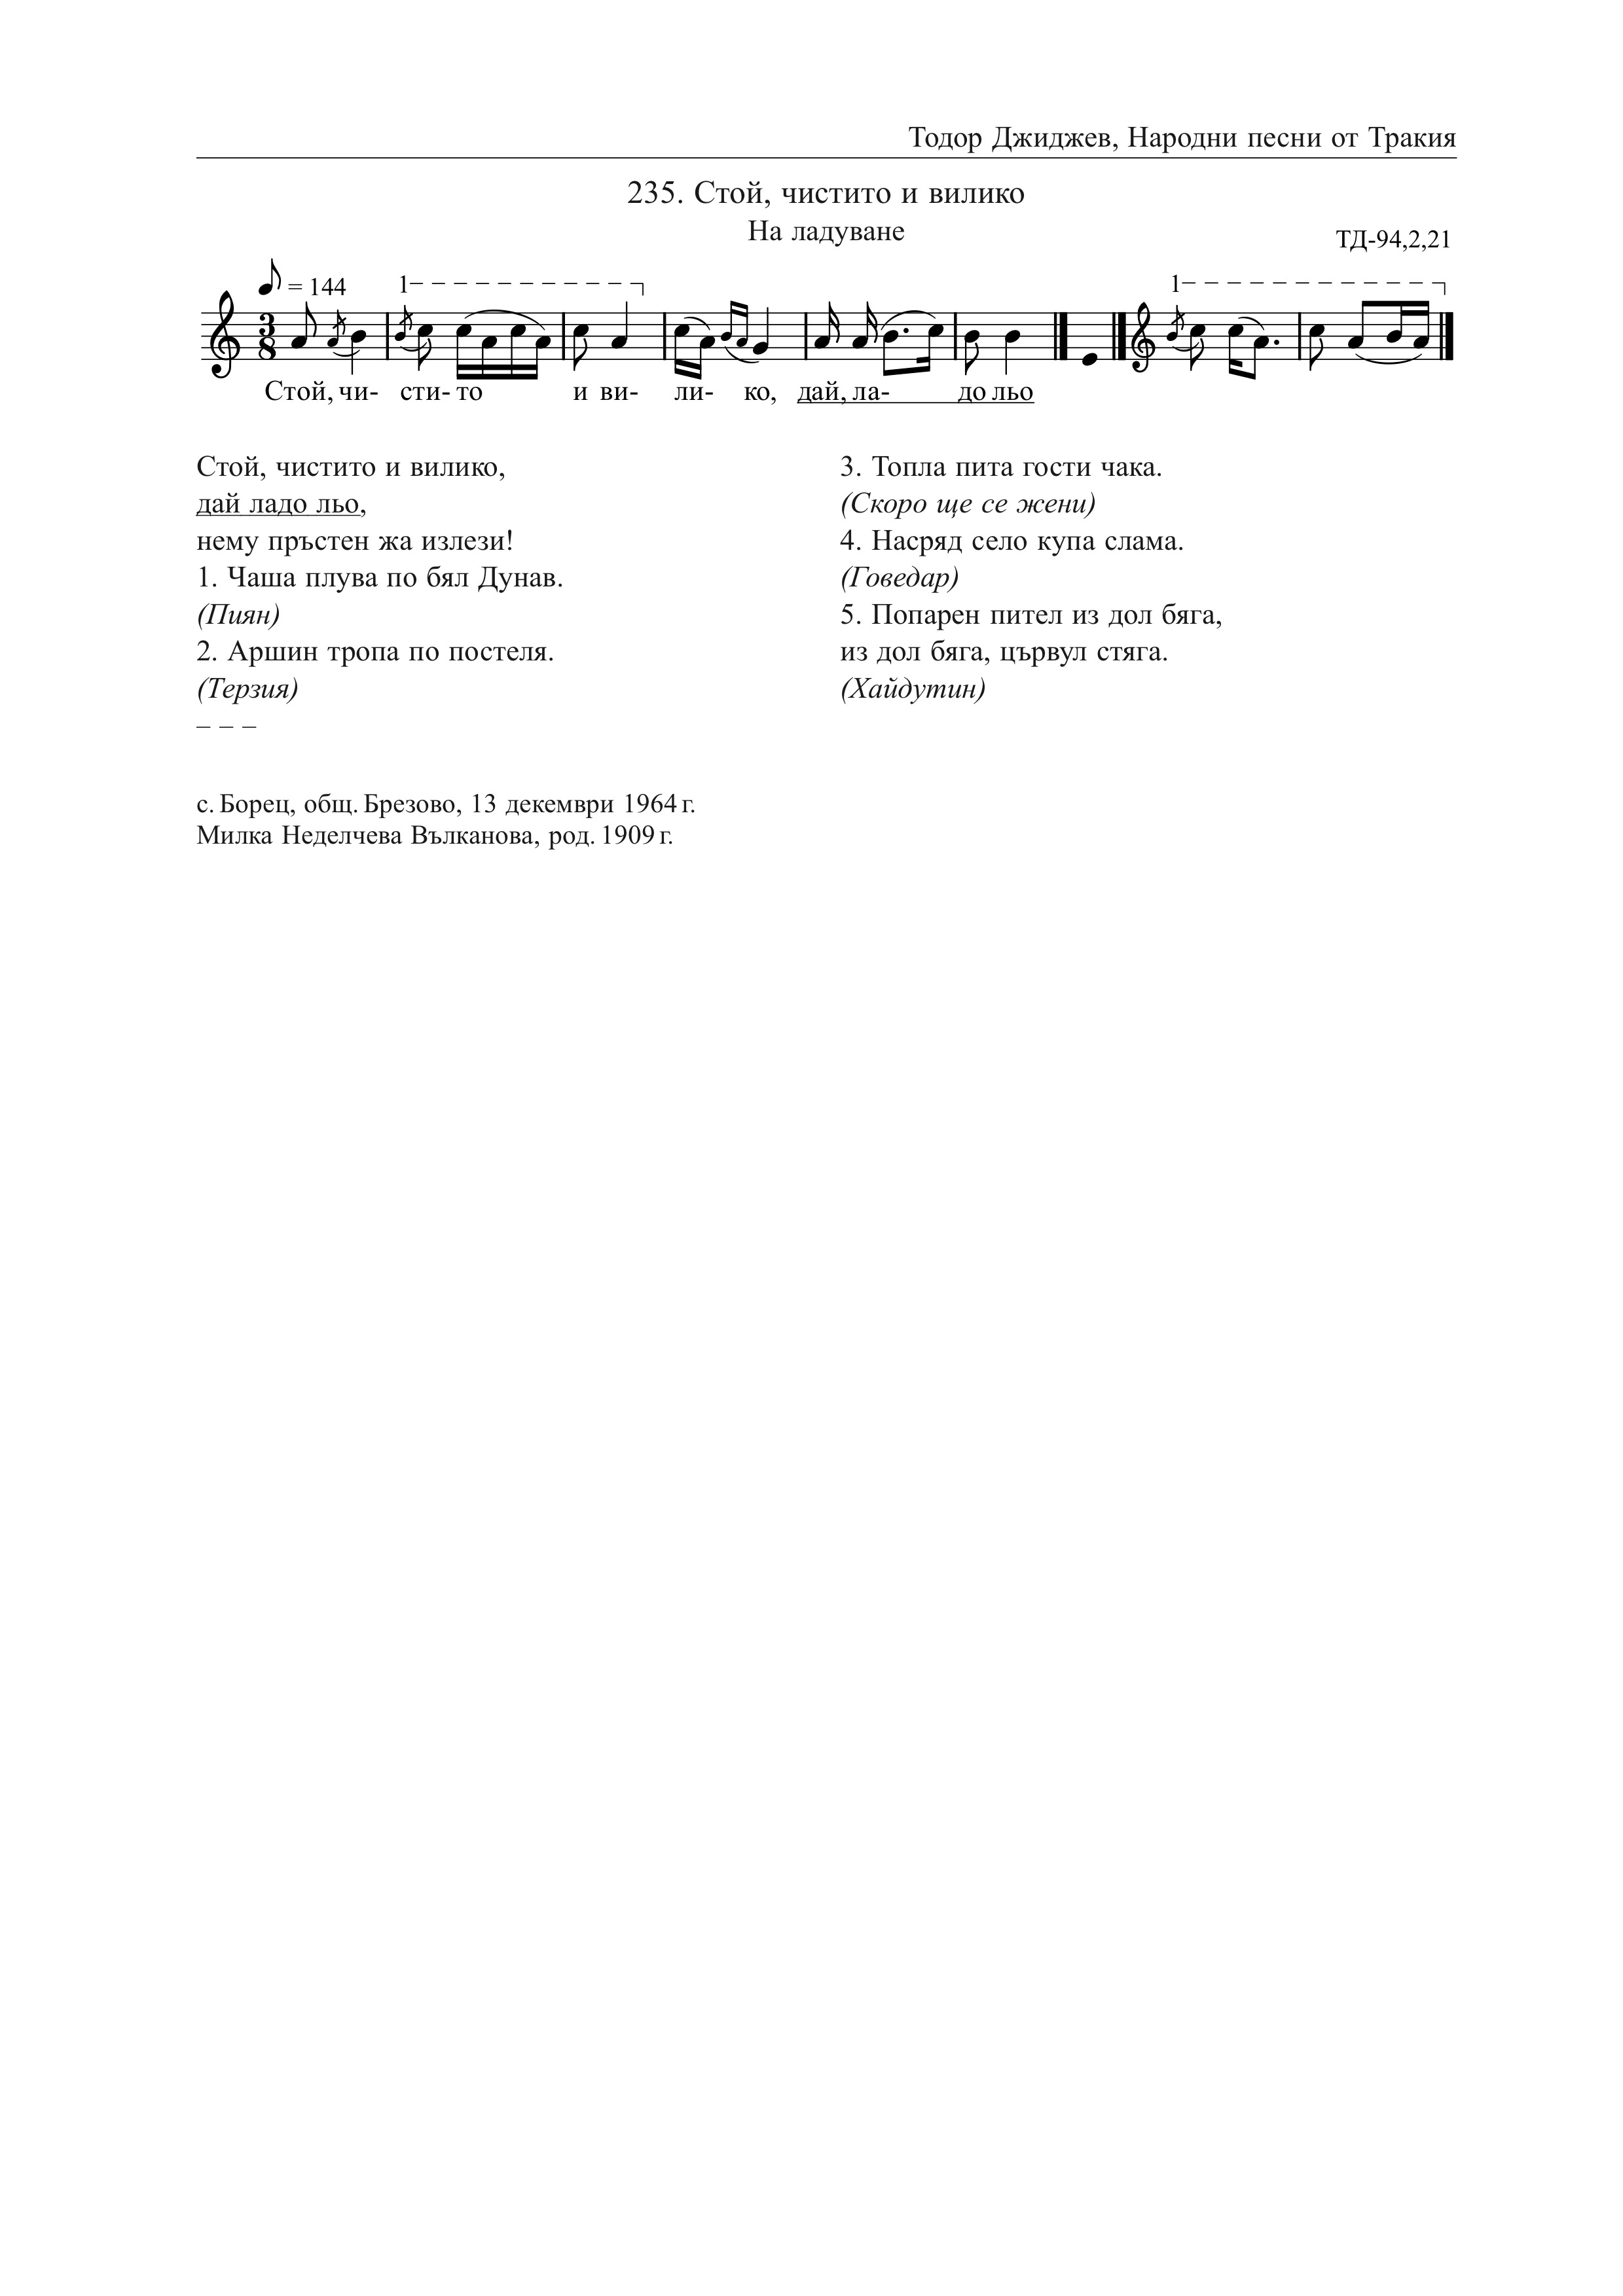 Тодор Джиджев, Народни песни от Тракия
235. Стой, чистито и вилико
На ладуване
ТД-94,2,21
= 144
1
1
3
8
Стой, чи- сти- то и ви- ли- ко, дай, ла- до льо
Стой, чистито и вилико,
дай ладо льо,
нему пръстен жа излези!
1. Чаша плува по бял Дунав.
(Пиян)
2. Аршин тропа по постеля.
(Терзия)
– – –
3. Топла пита гости чака.
(Скоро ще се жени)
4. Насряд село купа слама.
(Говедар)
5. Попарен пител из дол бяга,
из дол бяга, цървул стяга.
(Хайдутин)
с. Борец, общ. Брезово, 13 декември 1964 г.
Милка Неделчева Вълканова, род. 1909 г.